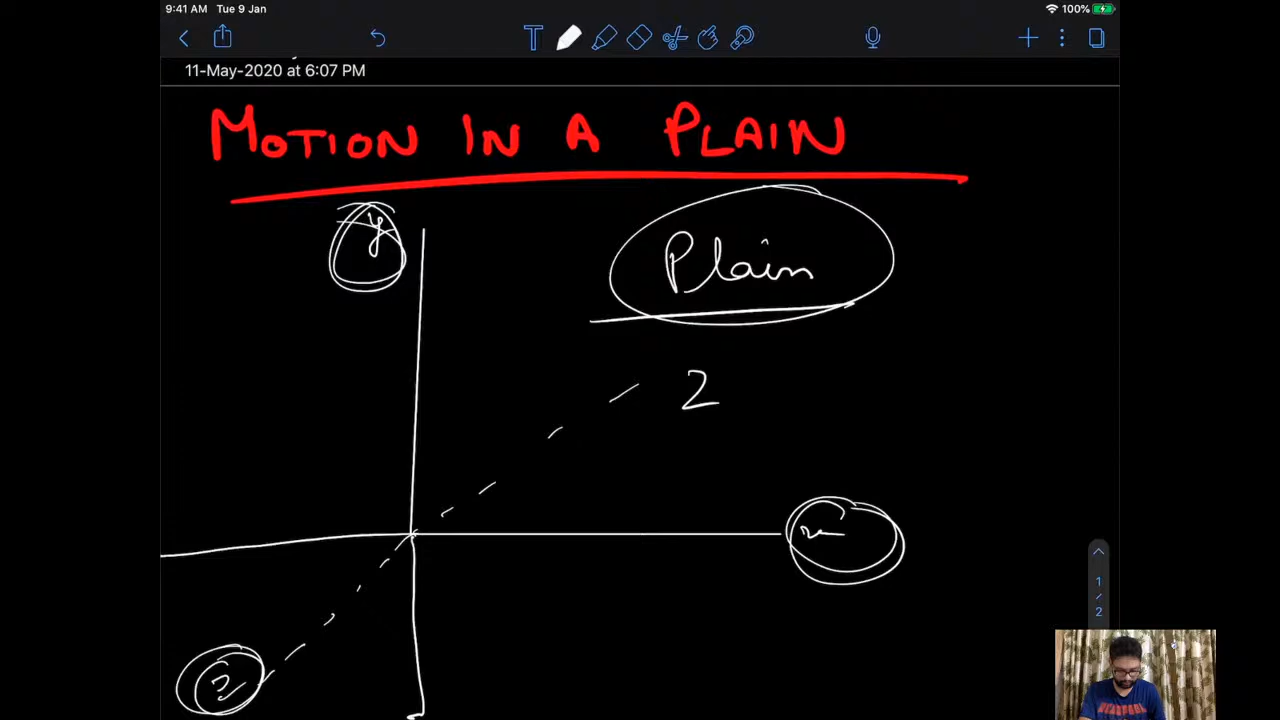 9:41 AM Tue 9 Jan
100%
11-May-2020 at 6:07 PM
MOTION IN A PLAIN
y
Plain
2
1
/
2